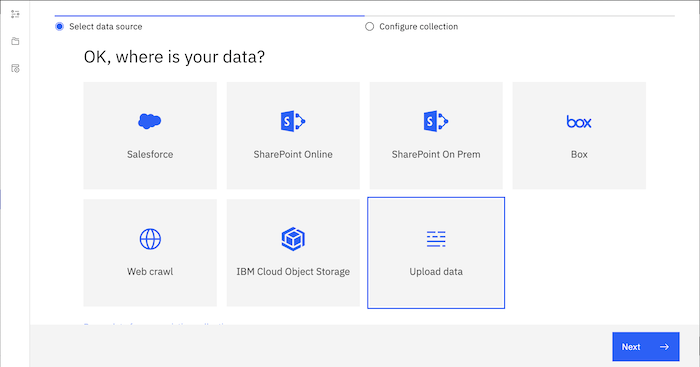 Select data source
Configure collection
OK, where is your data?
S
S
box
Salesforce
SharePoint Online
SharePoint On Prem
Box
Web crawl
IBM Cloud Object Storage
Upload data
Next